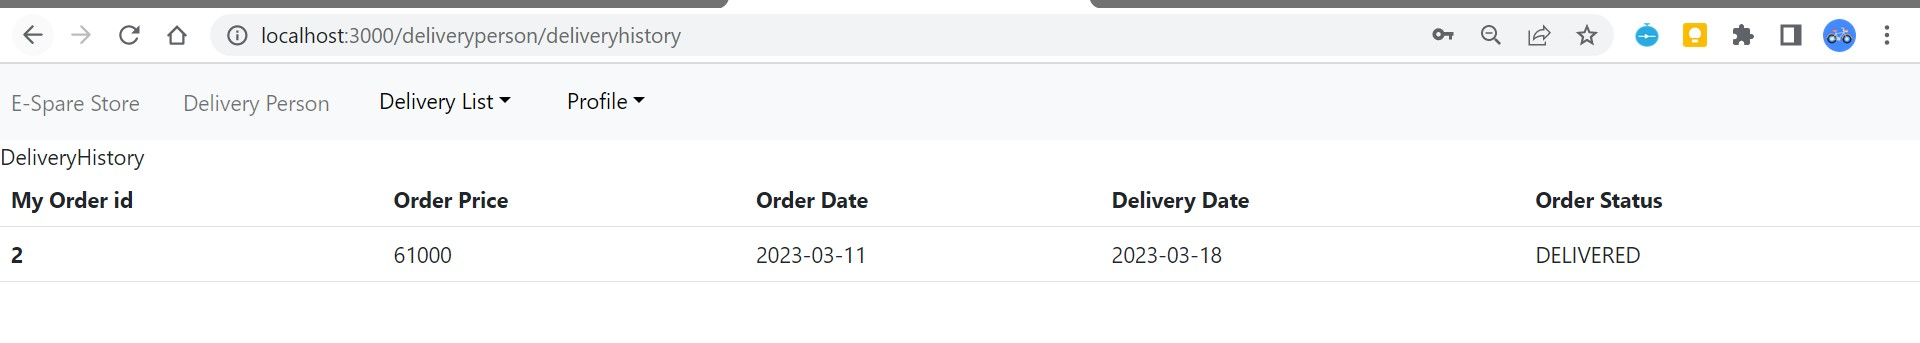 localhost:3000/deliveryperson/deliveryhistory
E-Spare Store Delivery Person Delivery List Profile
DeliveryHistory
My Order id Order Price Order Date Delivery Date Order Status
2 61000 2023-03-11 2023-03-18 DELIVERED